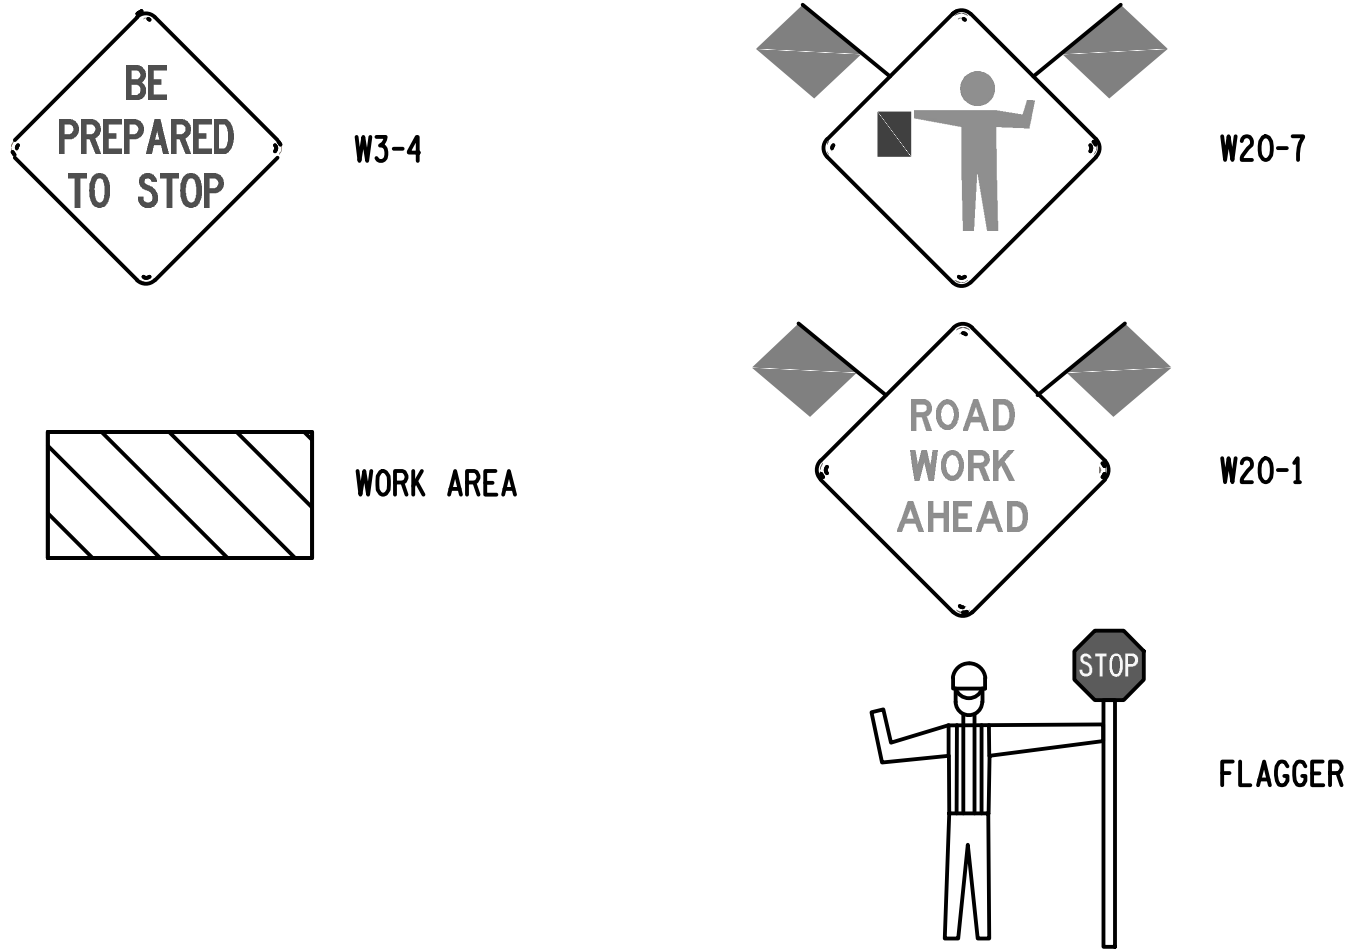 BE
PREPARED
TO STOP
W3-4
W20-7
WORK AREA
ROAD
WORK
AHEAD
W20-1
STOP
FLAGGER